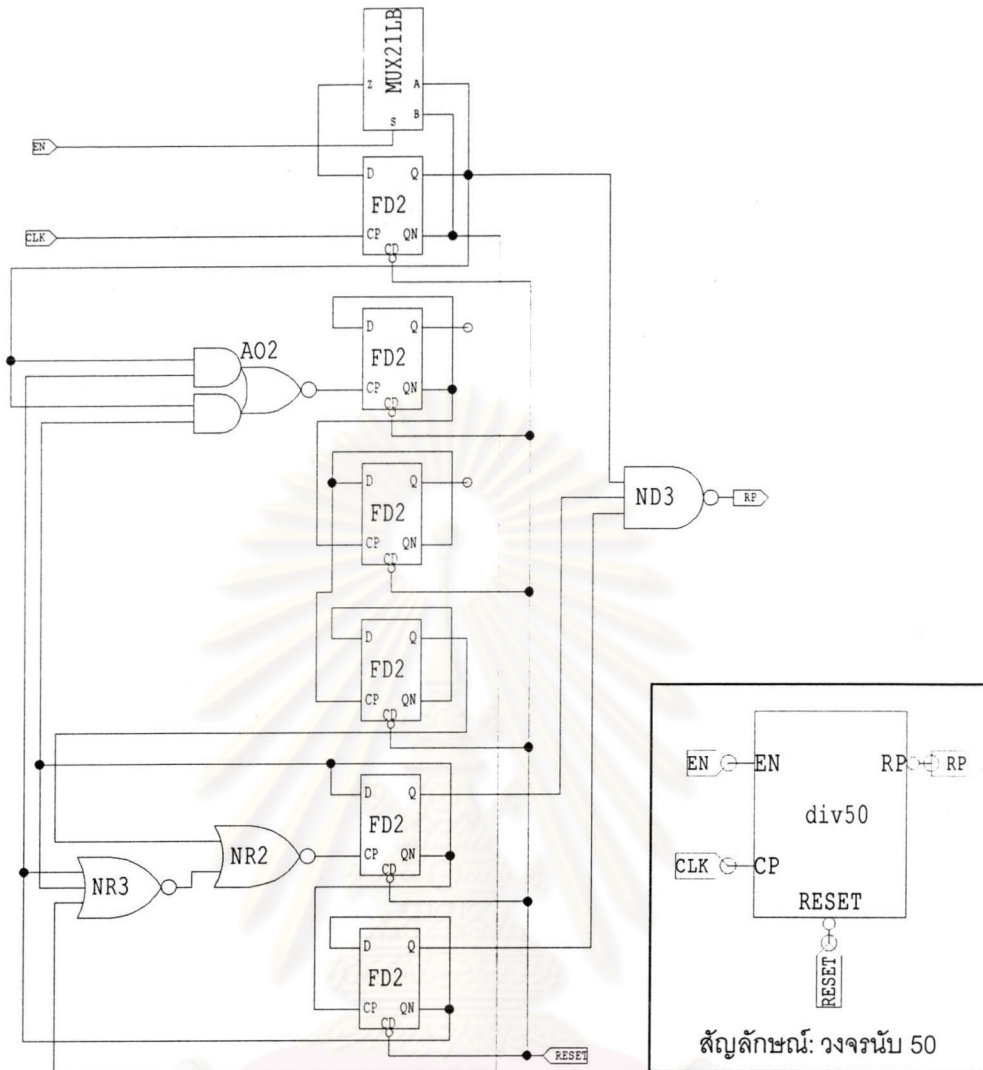 MUX21LB
Z
A
B
S
EN
D
Q
FD2
CLK
CP
QN
CD
AO2
D
Q
FD2
CP
QN
CD
D
Q
FD2
CP
QN
CD
ND3
RP
D
Q
FD2
CP
QN
CD
D
Q
FD2
CP
QN
CD
NR2
NR3
D
Q
FD2
CP
QN
CD
RESET
EN
EN
RP
RP
div50
CLK
CP
RESET
RESET
สัญลักษณ์: วงจรนับ 50